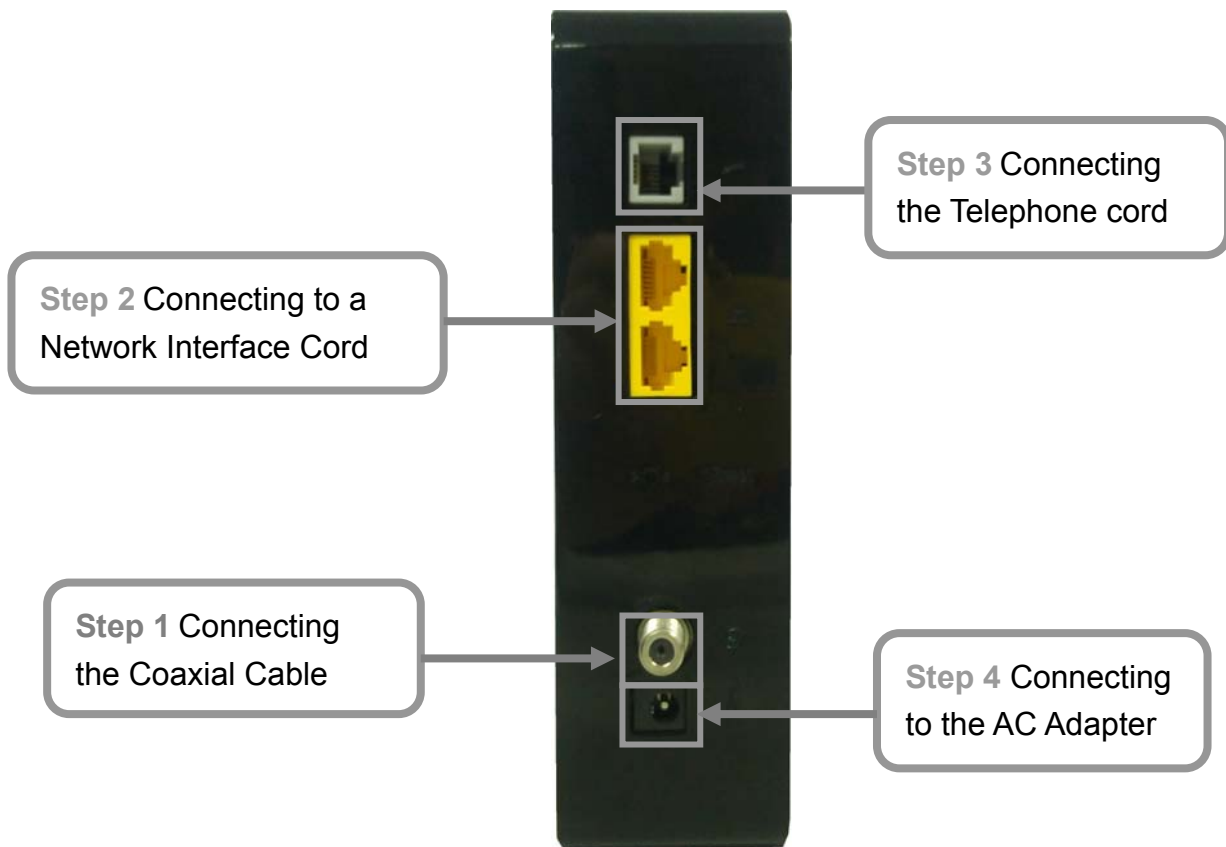 Step 3 Connecting
the Telephone cord
Step 2 Connecting to a
Network Interface Cord
Step 1 Connecting
the Coaxial Cable
Step 4 Connecting
to the AC Adapter